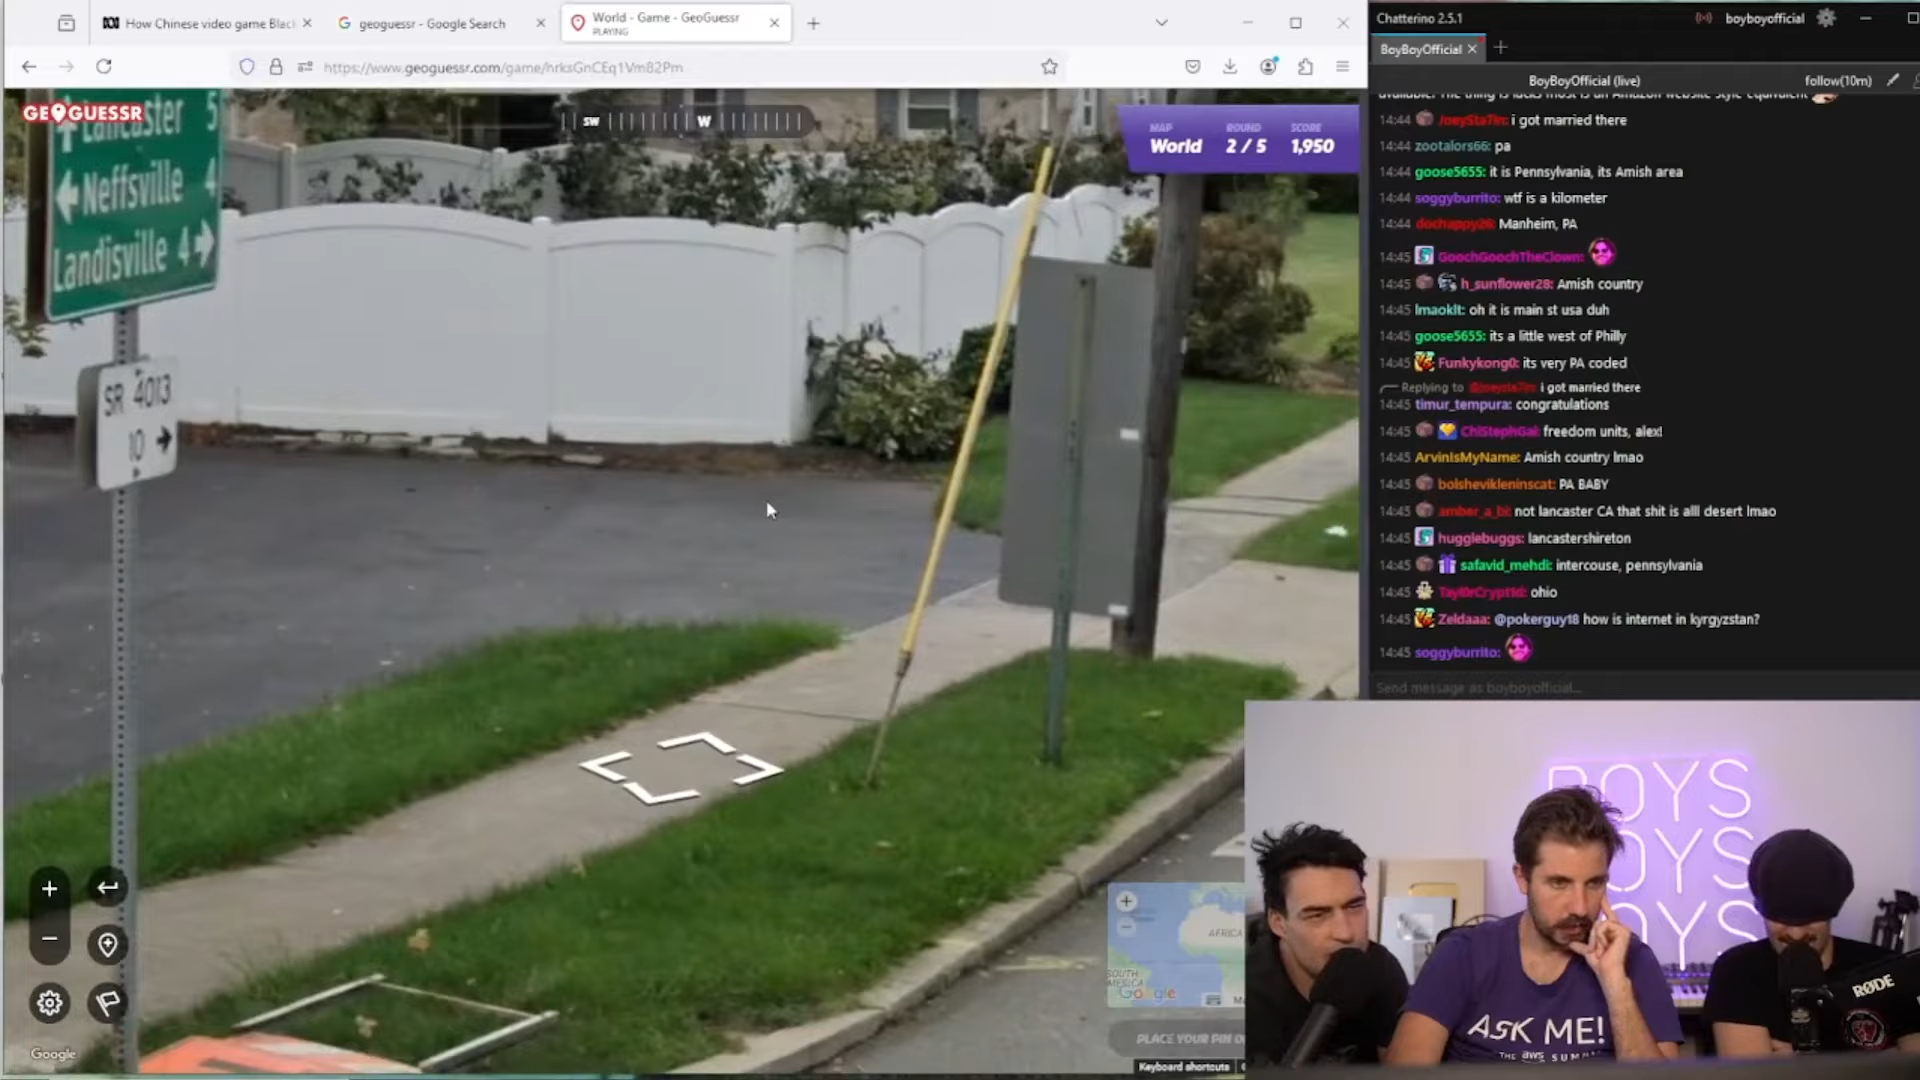 How Chinese video game Blac
geoguessr - Google Search
World - Game - GeoGuessr
PLAYING
https://www.geoguessr.com/game/hrksGnCEq1Vm82Pm
GEOGUESSR
SW
W
MAP
World
ROUND
2 / 5
SCORE
1,950
Lancaster 5
Neffsville 4
Landisville 4
SR 4013
10
Google
AFRICA
SOUTH
Google
PLACE YOUR PIN O
Keyboard shortcuts
Chatterino 2.5.1
boyboyofficial
BoyBoyOfficial
BoyBoyOfficial (live)
follow(10m)
14:44 i got married there
14:44 zootalors66: pa
14:44 goose5655: it is Pennsylvania, its Amish area
14:44 soggyburrito: wtf is a kilometer
14:44 dochappy26: Manheim, PA
14:45 GoochGoochTheClown:
14:45 h_sunflower28: Amish country
14:45 lmaoklt: oh it is main st usa duh
14:45 goose5655: its a little west of Philly
14:45 Funkykong0: its very PA coded
Replying to i got married there
14:45 timur_tempura: congratulations
14:45 ChiStephGal: freedom units, alex!
14:45 ArvinIsMyName: Amish country lmao
14:45 bolshevikleninscat: PA BABY
14:45 amber_a_bi: not lancaster CA that shit is alll desert lmao
14:45 hugglebuggs: lancastershireton
14:45 safavid_mehdi: intercouse, pennsylvania
14:45 ohio
14:45 Zeldaaa: @pokerguy18 how is internet in kyrgyzstan?
14:45 soggyburrito:
Send message as boyboyofficial...
BOYS
BOYS
BOYS
ASK ME!
THE aws SUMM
RØDE